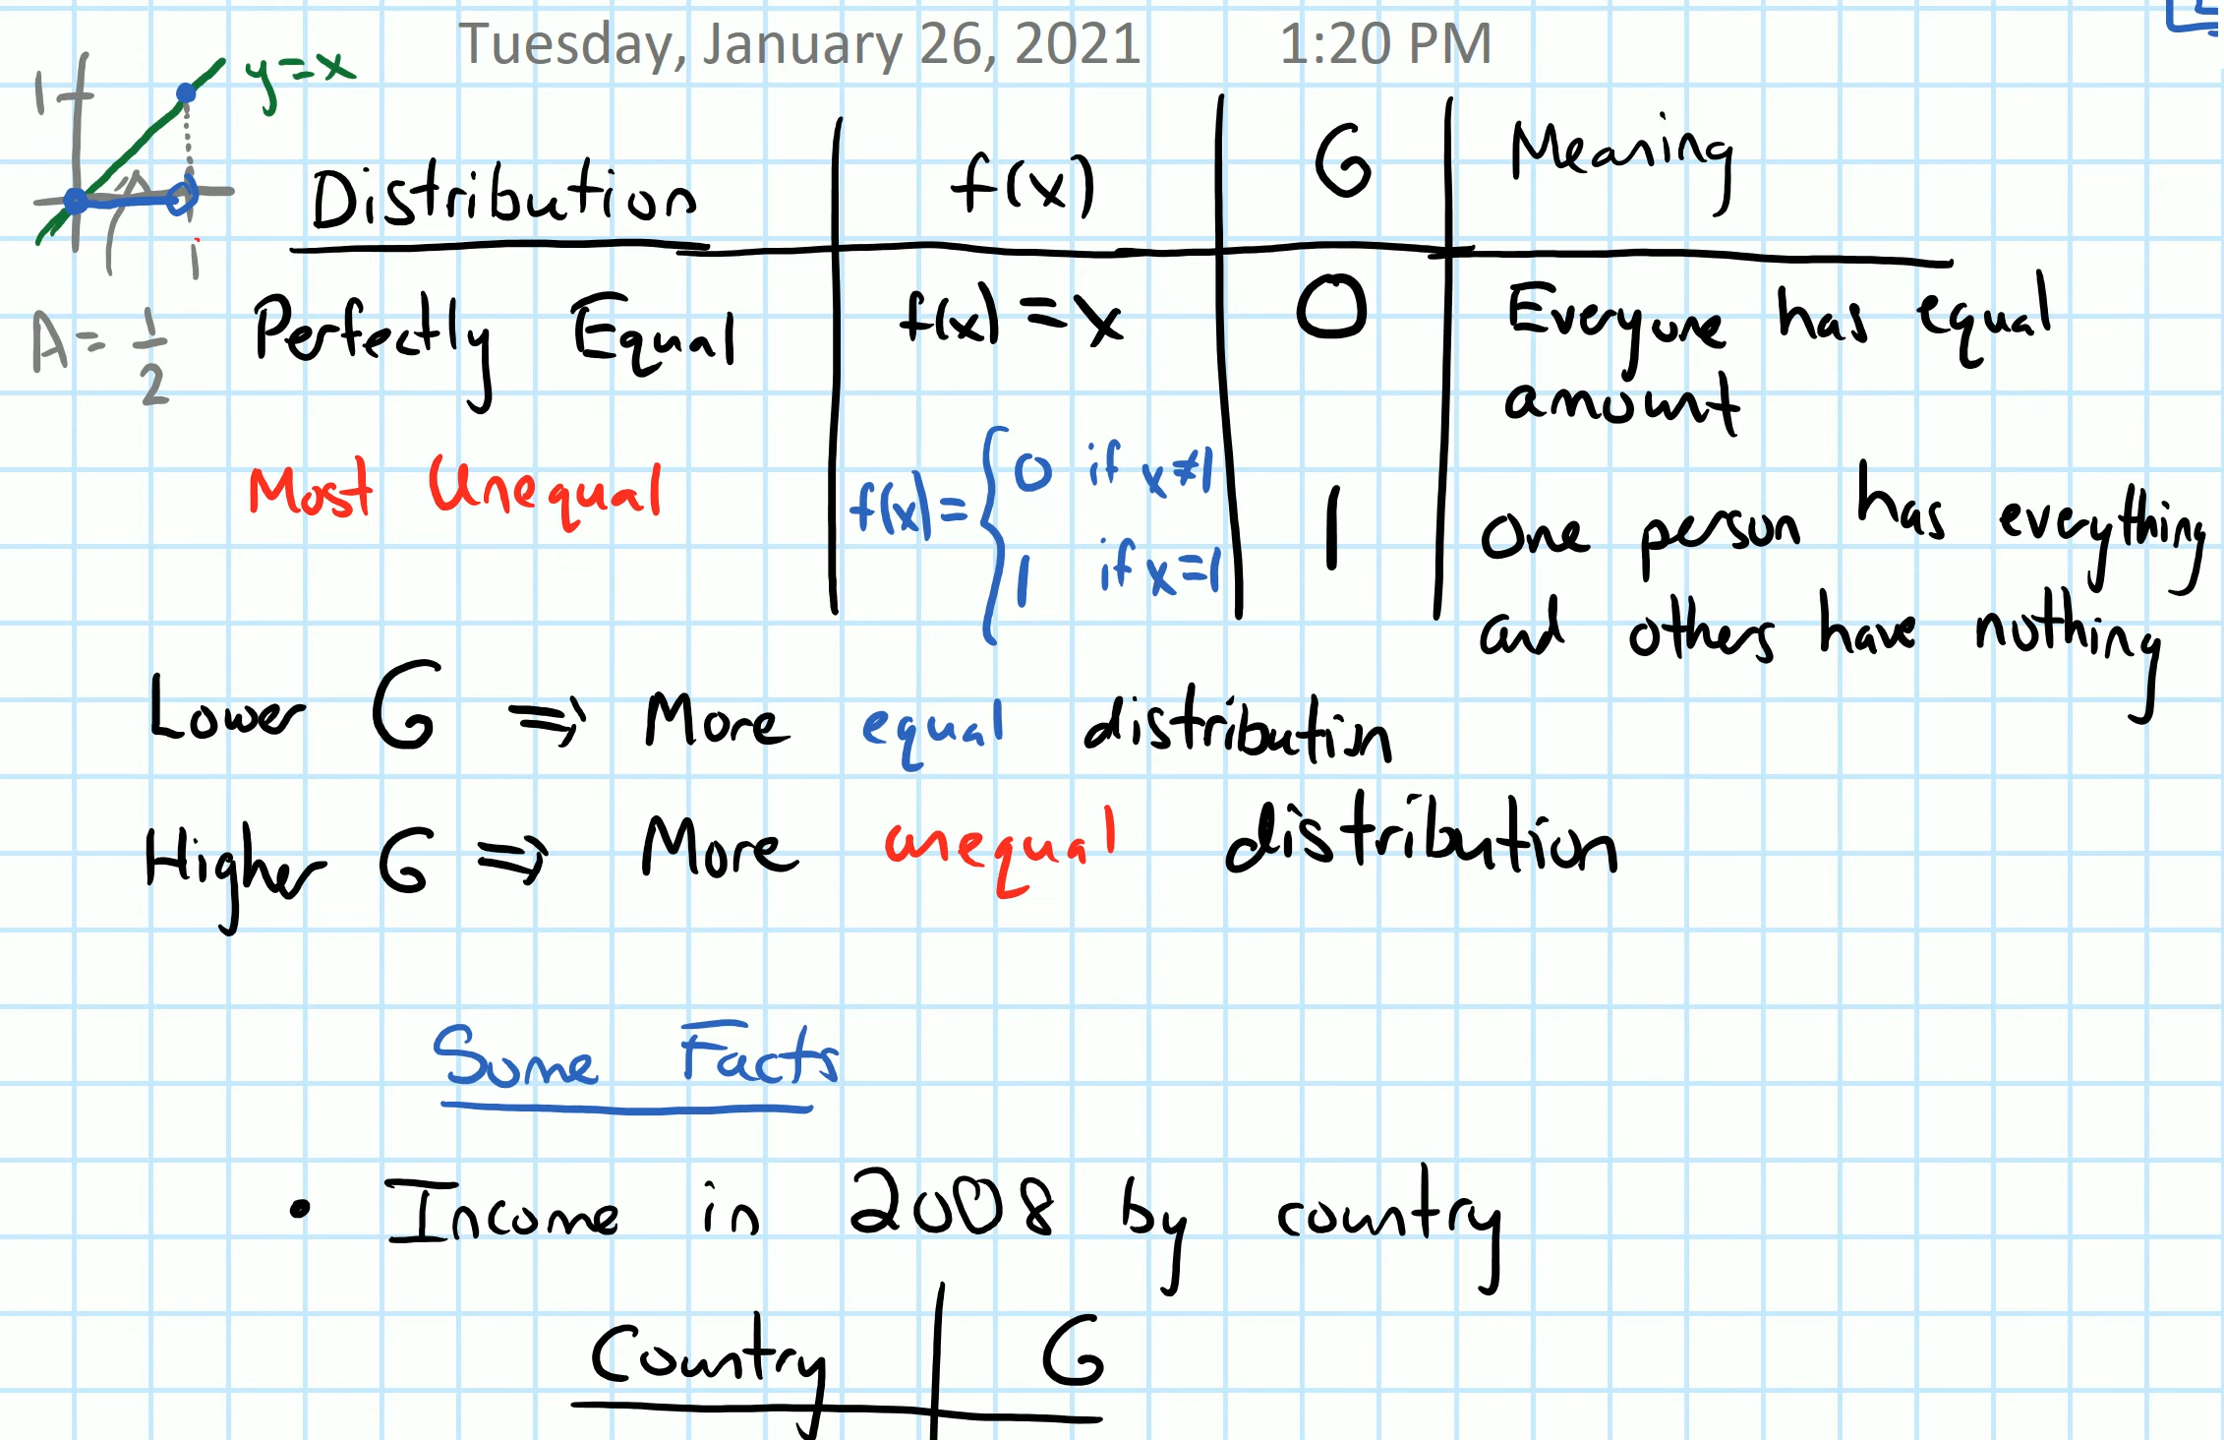 Tuesday, January 26, 2021 1:20 PM
1 y=x
Distribution f(x) G Meaning
1
A = 1/2
Perfectly Equal f(x) = x 0 Everyone has equal
amount
Most Unequal f(x) = { 0 if x≠1
1 if x=1
1 One person has everything
and others have nothing
Lower G ⇒ More equal distribution
Higher G ⇒ More unequal distribution
Some Facts
• Income in 2008 by country
Country G